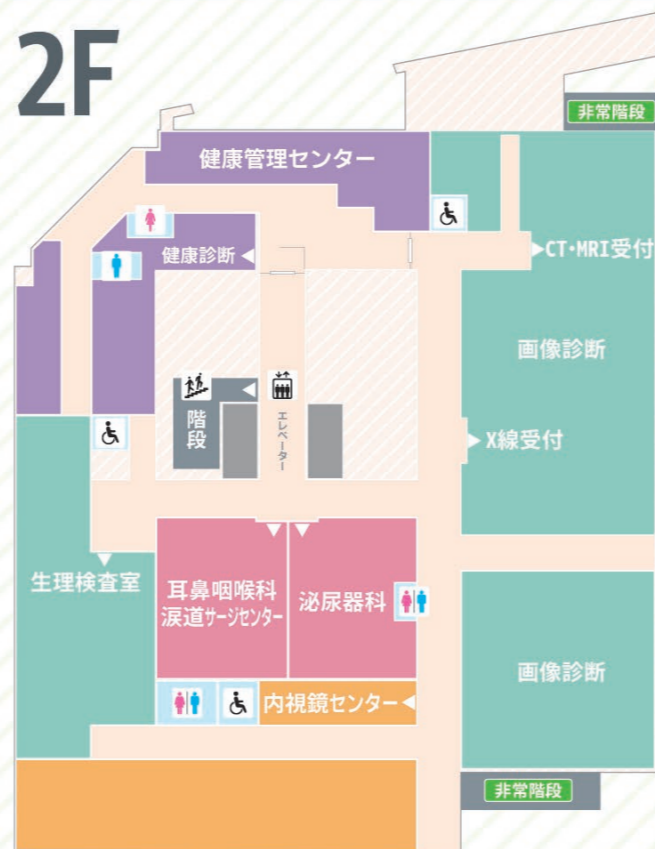 2F
非常階段
健康管理センター
健康診断
CT・MRI受付
画像診断
階段
エレベーター
X線受付
生理検査室
耳鼻咽喉科
涙道サージセンター
泌尿器科
内視鏡センター
画像診断
非常階段